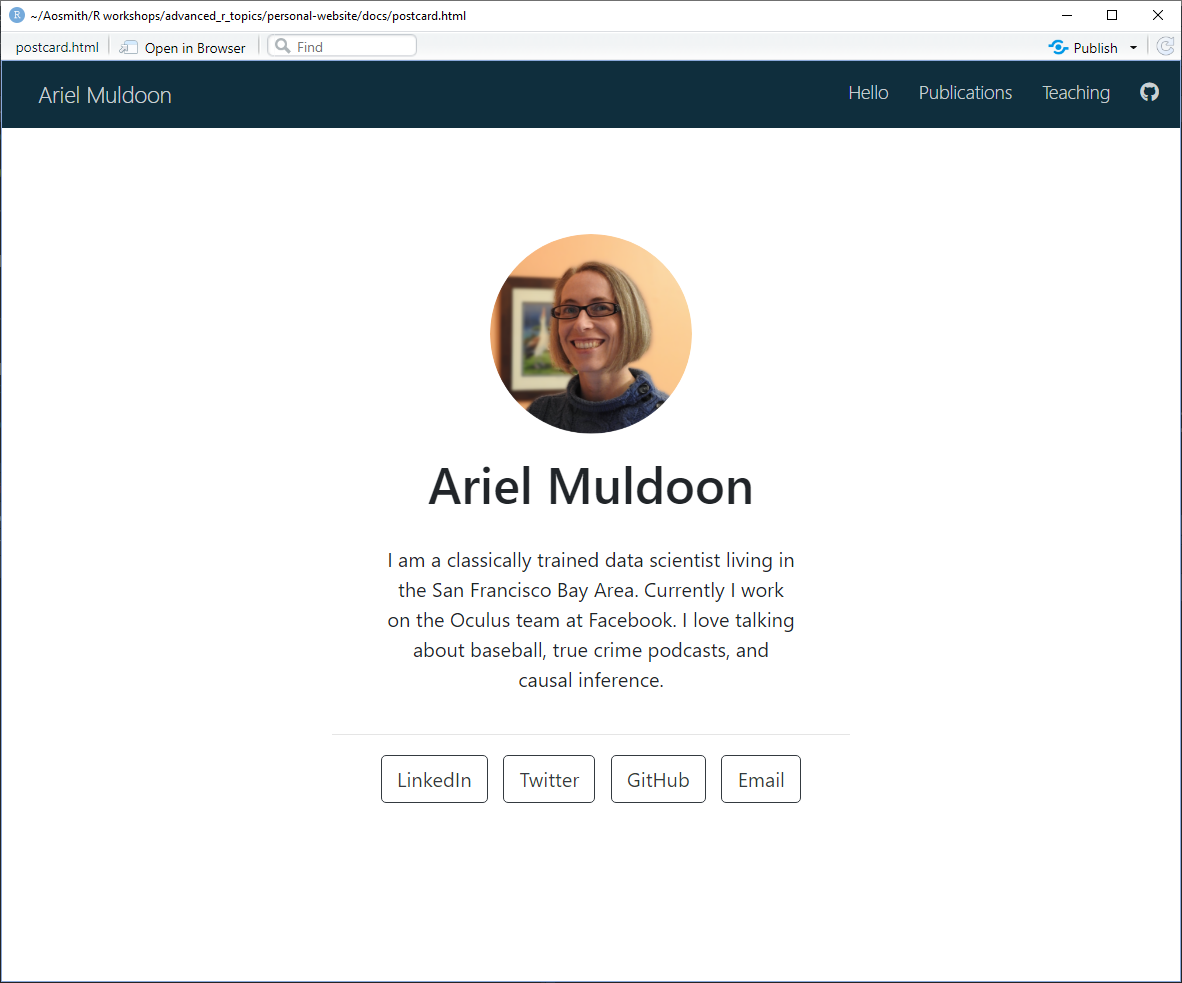 ~/Aosmith/R workshops/advanced_r_topics/personal-website/docs/postcard.html
postcard.html Open in Browser Find Publish
Ariel Muldoon Hello Publications Teaching
Ariel Muldoon
I am a classically trained data scientist living in
the San Francisco Bay Area. Currently I work
on the Oculus team at Facebook. I love talking
about baseball, true crime podcasts, and
causal inference.
LinkedIn Twitter GitHub Email